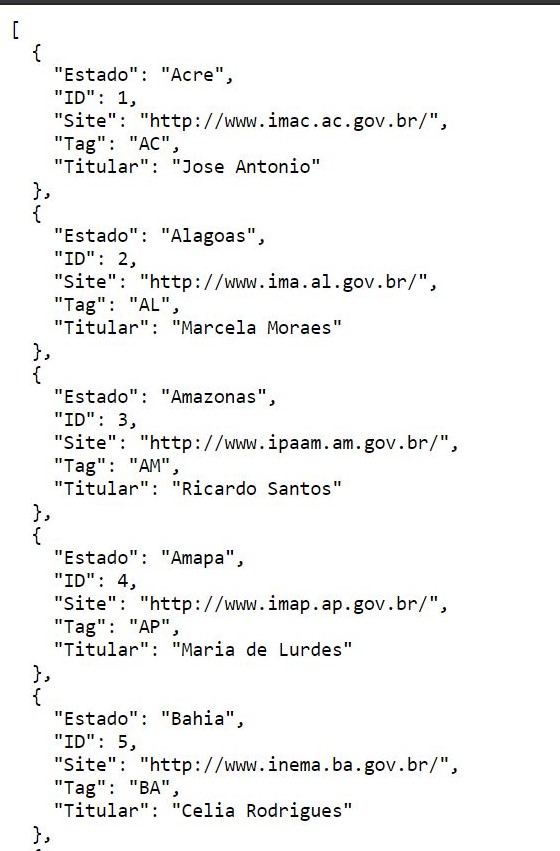 [
  {
    "Estado": "Acre",
    "ID": 1,
    "Site": "http://www.imac.ac.gov.br/",
    "Tag": "AC",
    "Titular": "Jose Antonio"
  },
  {
    "Estado": "Alagoas",
    "ID": 2,
    "Site": "http://www.ima.al.gov.br/",
    "Tag": "AL",
    "Titular": "Marcela Moraes"
  },
  {
    "Estado": "Amazonas",
    "ID": 3,
    "Site": "http://www.ipaam.am.gov.br/",
    "Tag": "AM",
    "Titular": "Ricardo Santos"
  },
  {
    "Estado": "Amapa",
    "ID": 4,
    "Site": "http://www.imap.ap.gov.br/",
    "Tag": "AP",
    "Titular": "Maria de Lurdes"
  },
  {
    "Estado": "Bahia",
    "ID": 5,
    "Site": "http://www.inema.ba.gov.br/",
    "Tag": "BA",
    "Titular": "Celia Rodrigues"
  },